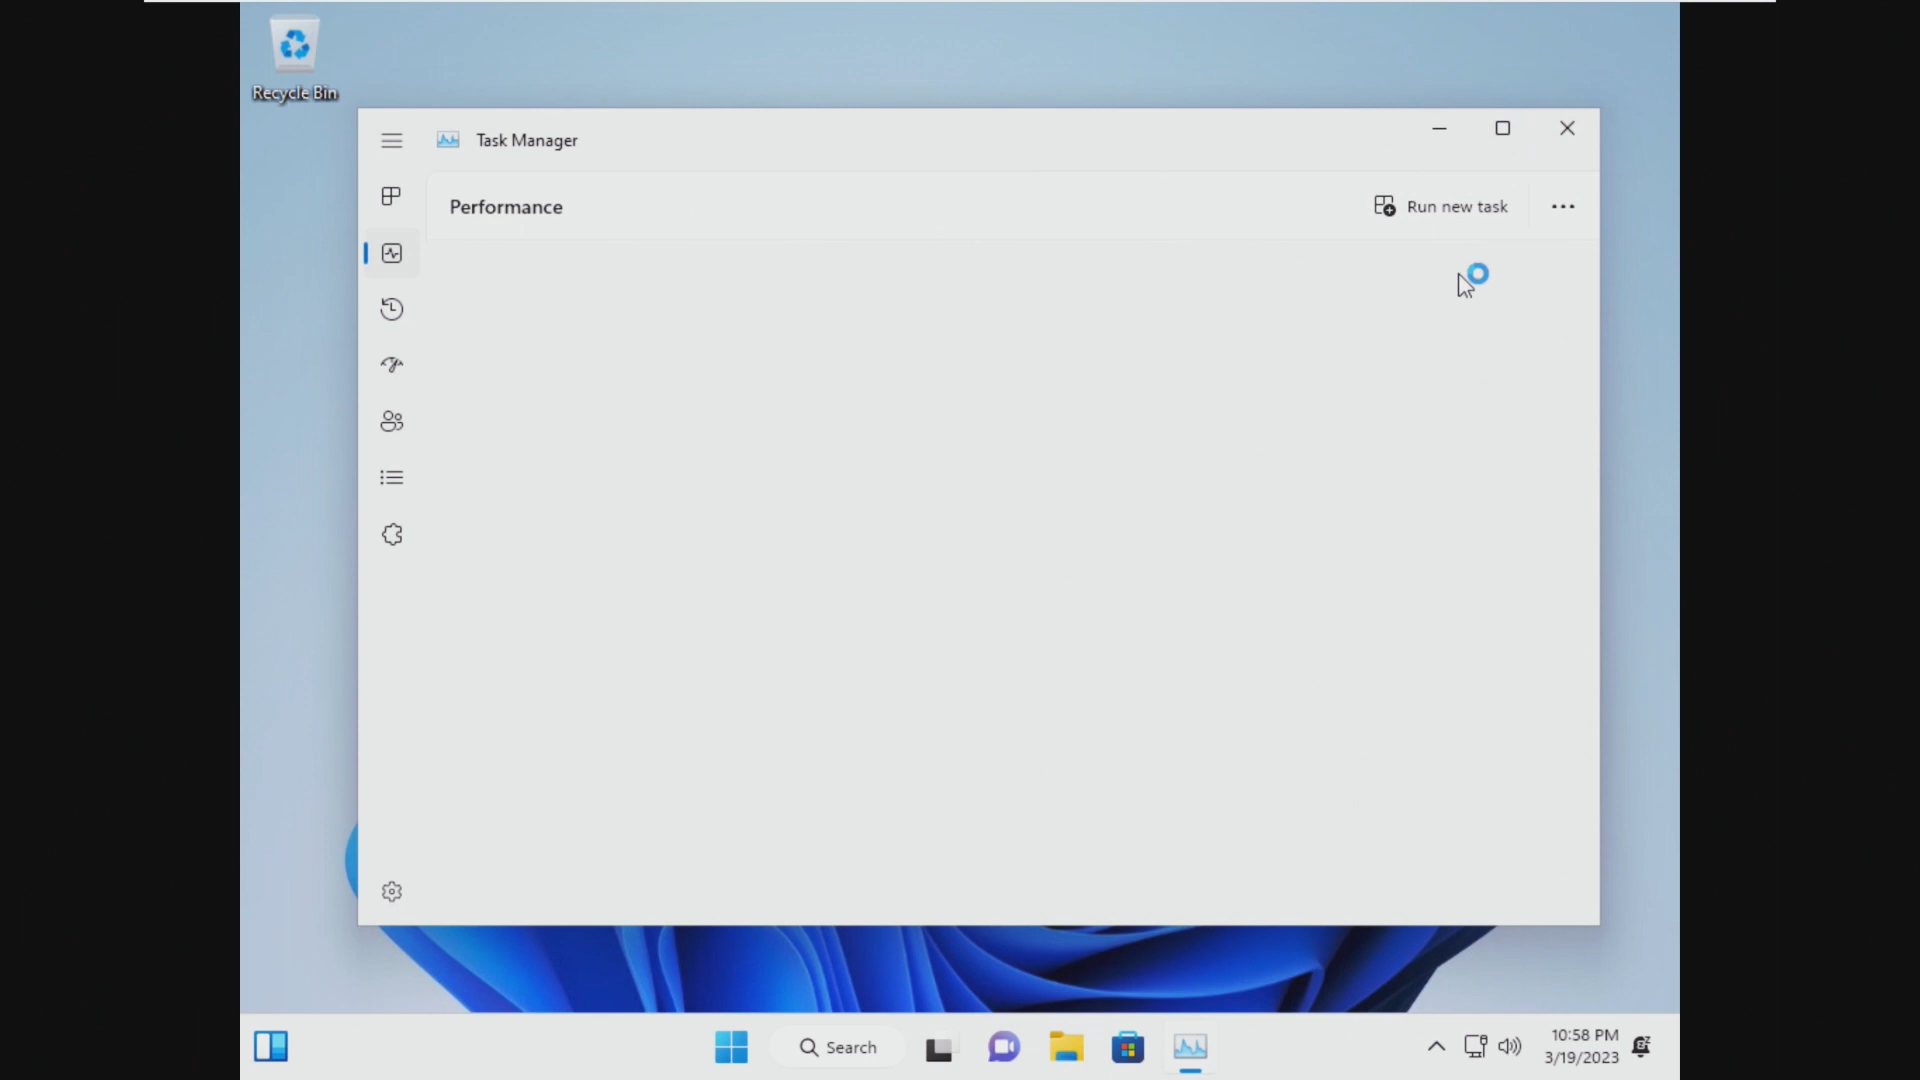 Recycle Bin
Task Manager
Performance
Run new task
Search
10:58 PM
3/19/2023